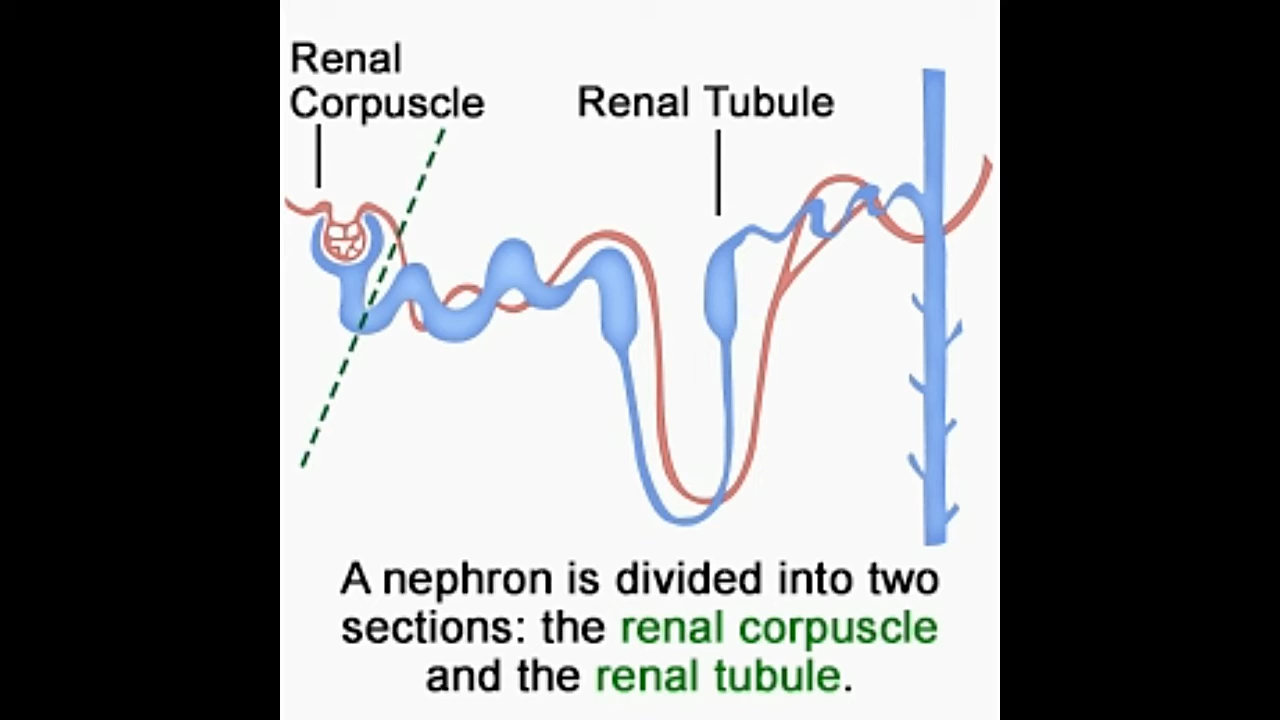 Renal
Corpuscle
Renal Tubule
A nephron is divided into two
sections: the renal corpuscle
and the renal tubule.